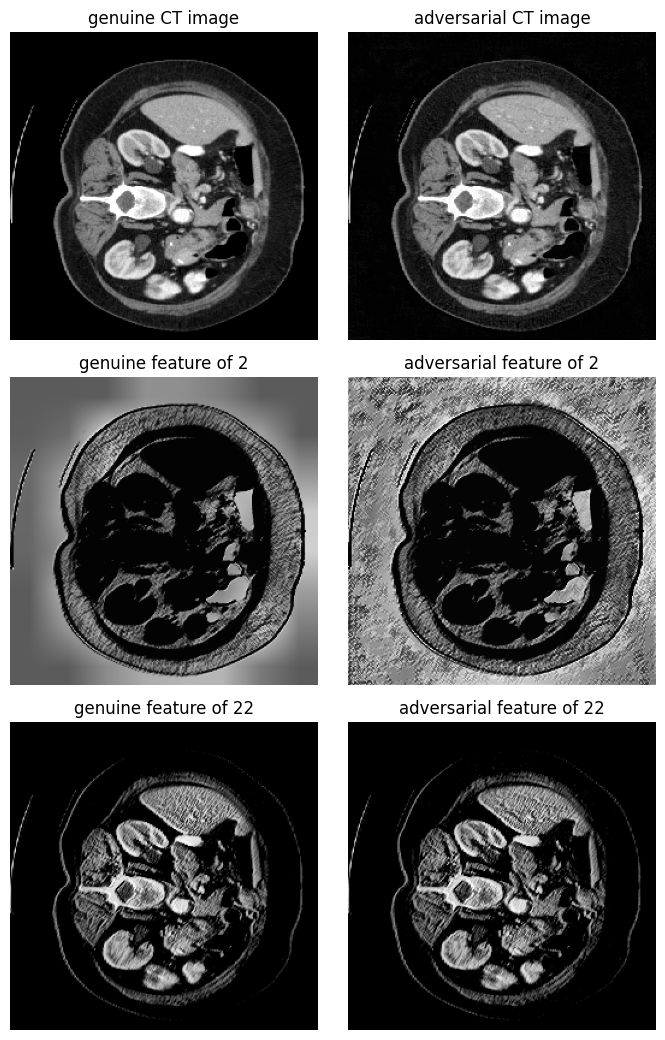 genuine CT image
adversarial CT image
genuine feature of 2
adversarial feature of 2
genuine feature of 22
adversarial feature of 22